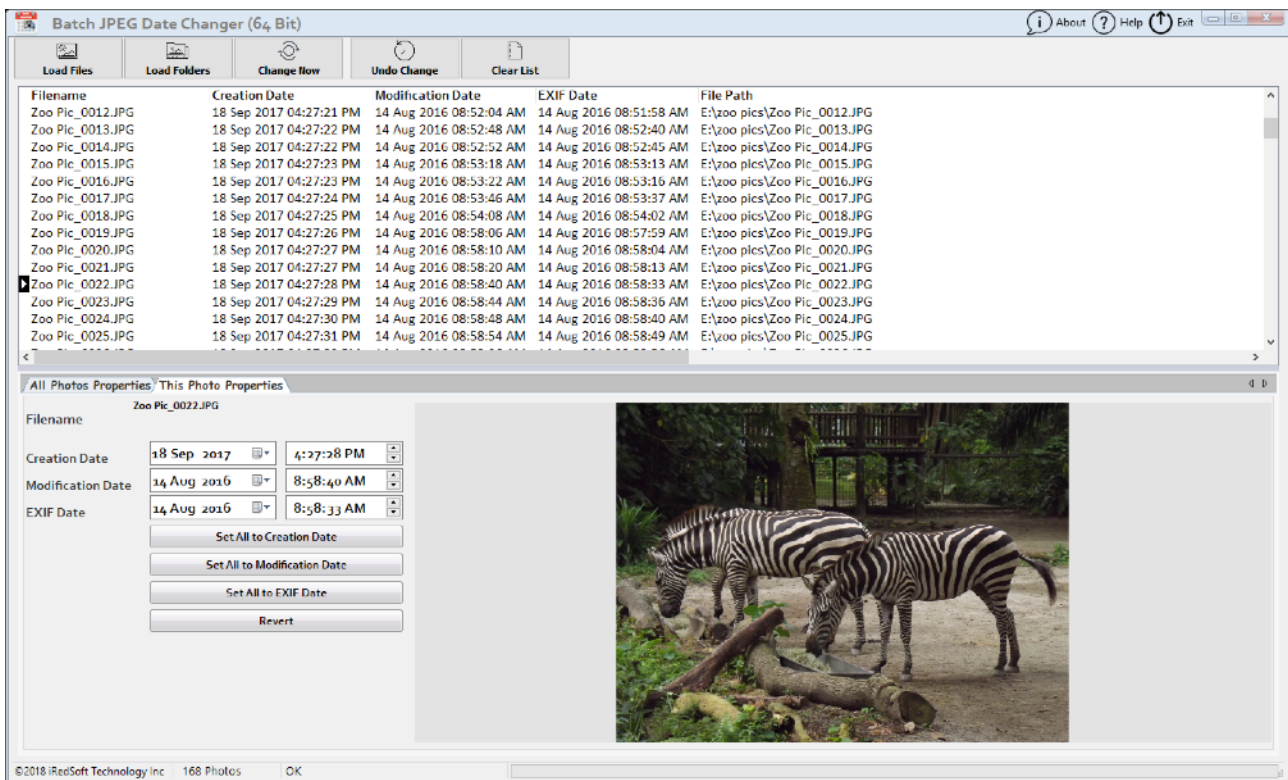 Batch JPEG Date Changer (64 Bit) About Help Exit
Load Files Load Folders Change Now Undo Change Clear List
Filename Creation Date Modification Date EXIF Date File Path
Zoo Pic_0012.JPG 18 Sep 2017 04:27:21 PM 14 Aug 2016 08:52:04 AM 14 Aug 2016 08:51:58 AM E:\zoo pics\Zoo Pic_0012.JPG
Zoo Pic_0013.JPG 18 Sep 2017 04:27:22 PM 14 Aug 2016 08:52:48 AM 14 Aug 2016 08:52:40 AM E:\zoo pics\Zoo Pic_0013.JPG
Zoo Pic_0014.JPG 18 Sep 2017 04:27:22 PM 14 Aug 2016 08:52:52 AM 14 Aug 2016 08:52:45 AM E:\zoo pics\Zoo Pic_0014.JPG
Zoo Pic_0015.JPG 18 Sep 2017 04:27:23 PM 14 Aug 2016 08:53:18 AM 14 Aug 2016 08:53:13 AM E:\zoo pics\Zoo Pic_0015.JPG
Zoo Pic_0016.JPG 18 Sep 2017 04:27:23 PM 14 Aug 2016 08:53:22 AM 14 Aug 2016 08:53:16 AM E:\zoo pics\Zoo Pic_0016.JPG
Zoo Pic_0017.JPG 18 Sep 2017 04:27:24 PM 14 Aug 2016 08:53:46 AM 14 Aug 2016 08:53:37 AM E:\zoo pics\Zoo Pic_0017.JPG
Zoo Pic_0018.JPG 18 Sep 2017 04:27:25 PM 14 Aug 2016 08:54:08 AM 14 Aug 2016 08:54:02 AM E:\zoo pics\Zoo Pic_0018.JPG
Zoo Pic_0019.JPG 18 Sep 2017 04:27:26 PM 14 Aug 2016 08:58:06 AM 14 Aug 2016 08:57:59 AM E:\zoo pics\Zoo Pic_0019.JPG
Zoo Pic_0020.JPG 18 Sep 2017 04:27:27 PM 14 Aug 2016 08:58:10 AM 14 Aug 2016 08:58:04 AM E:\zoo pics\Zoo Pic_0020.JPG
Zoo Pic_0021.JPG 18 Sep 2017 04:27:27 PM 14 Aug 2016 08:58:20 AM 14 Aug 2016 08:58:13 AM E:\zoo pics\Zoo Pic_0021.JPG
Zoo Pic_0022.JPG 18 Sep 2017 04:27:28 PM 14 Aug 2016 08:58:40 AM 14 Aug 2016 08:58:33 AM E:\zoo pics\Zoo Pic_0022.JPG
Zoo Pic_0023.JPG 18 Sep 2017 04:27:29 PM 14 Aug 2016 08:58:44 AM 14 Aug 2016 08:58:36 AM E:\zoo pics\Zoo Pic_0023.JPG
Zoo Pic_0024.JPG 18 Sep 2017 04:27:30 PM 14 Aug 2016 08:58:48 AM 14 Aug 2016 08:58:40 AM E:\zoo pics\Zoo Pic_0024.JPG
Zoo Pic_0025.JPG 18 Sep 2017 04:27:31 PM 14 Aug 2016 08:58:54 AM 14 Aug 2016 08:58:49 AM E:\zoo pics\Zoo Pic_0025.JPG
All Photos Properties This Photo Properties
Zoo Pic_0022.JPG
Filename
Creation Date 18 Sep 2017 4:27:28 PM
Modification Date 14 Aug 2016 8:58:40 AM
EXIF Date 14 Aug 2016 8:58:33 AM
Set All to Creation Date
Set All to Modification Date
Set All to EXIF Date
Revert
©2018 iRedSoft Technology Inc 168 Photos OK